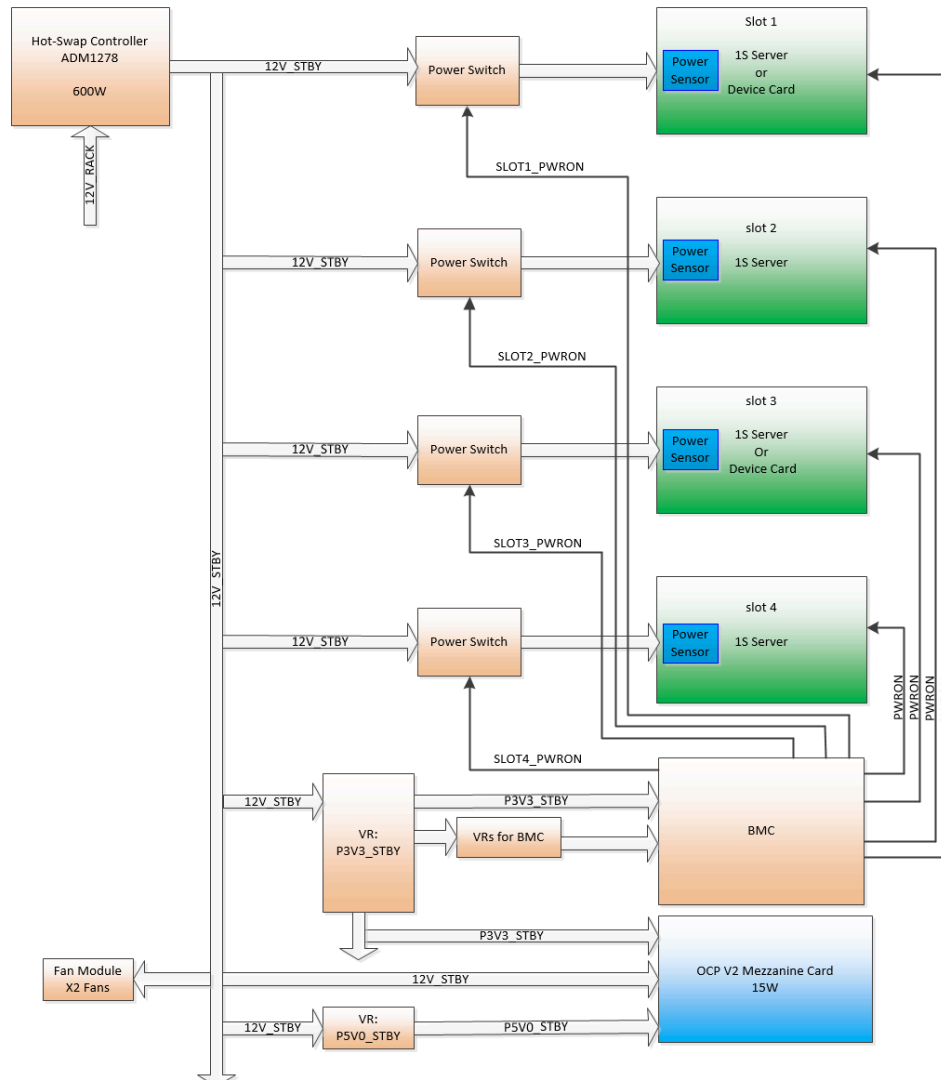 Hot-Swap Controller
ADM1278
600W
12V_RACK
12V_STBY
Power Switch
Slot 1
Power
Sensor
1S Server
or
Device Card
SLOT1_PWRON
12V_STBY
Power Switch
slot 2
Power
Sensor
1S Server
SLOT2_PWRON
12V_STBY
Power Switch
slot 3
Power
Sensor
1S Server
Or
Device Card
SLOT3_PWRON
12V_STBY
12V_STBY
Power Switch
slot 4
Power
Sensor
1S Server
PWRON
PWRON
PWRON
SLOT4_PWRON
12V_STBY
VR:
P3V3_STBY
P3V3_STBY
VRs for BMC
BMC
P3V3_STBY
Fan Module
X2 Fans
12V_STBY
OCP V2 Mezzanine Card
15W
12V_STBY
VR:
P5V0_STBY
P5V0_STBY